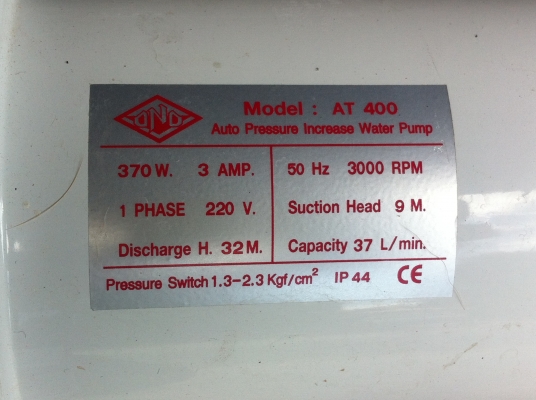 Model : AT 400
Auto Pressure Increase Water Pump
370 W. 3 AMP.
50 Hz 3000 RPM
1 PHASE 220 V.
Suction Head 9 M.
Discharge H. 32 M.
Capacity 37 L/min.
Pressure Switch 1.3-2.3 Kgf/cm² IP 44 CE